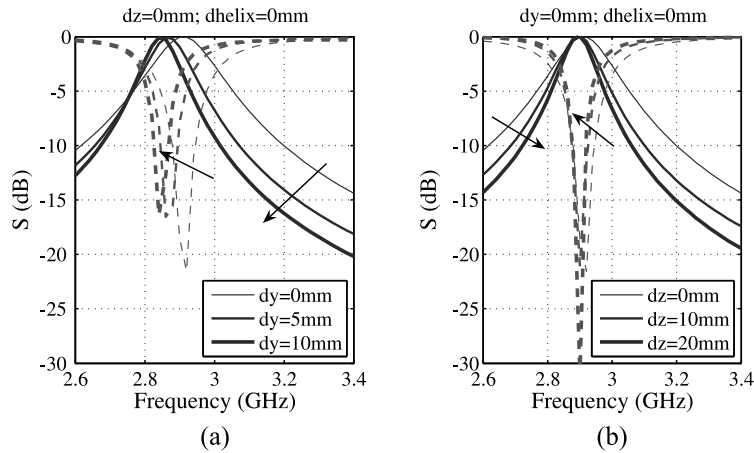 dz=0mm; dhelix=0mm
0
-5
-10
-15
-20
-25
-30
S (dB)
dy=0mm
dy=5mm
dy=10mm
2.6 2.8 3 3.2 3.4
Frequency (GHz)
(a)
dy=0mm; dhelix=0mm
0
-5
-10
-15
-20
-25
-30
S (dB)
dz=0mm
dz=10mm
dz=20mm
2.6 2.8 3 3.2 3.4
Frequency (GHz)
(b)